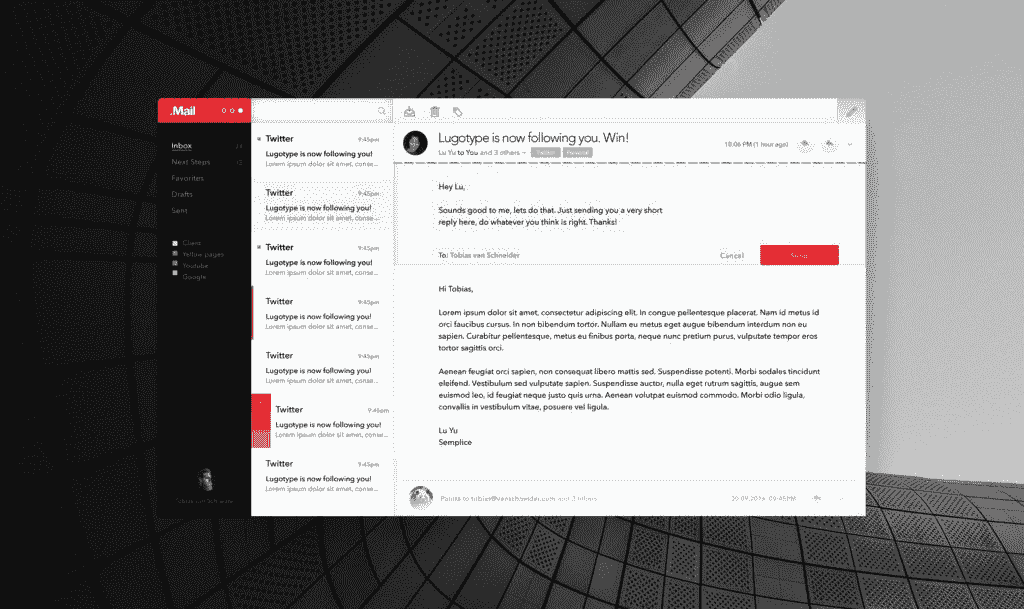 .Mail
Inbox
Next Steps
Favorites
Drafts
Sent
Client
Yellow pages
Youtube
Google
Twitter 9:45pm
Lugotype is now following you!
Lorem ipsum dolor sit amet, conse...
Twitter 9:45pm
Lugotype is now following you!
Lorem ipsum dolor sit amet, conse...
Twitter 9:45pm
Lugotype is now following you!
Lorem ipsum dolor sit amet, conse...
Twitter 9:45pm
Lugotype is now following you!
Lorem ipsum dolor sit amet, conse...
Twitter 9:45pm
Lugotype is now following you!
Lorem ipsum dolor sit amet, conse...
Twitter 9:45pm
Lugotype is now following you!
Lorem ipsum dolor sit amet, conse...
Twitter 9:45pm
Lugotype is now following you!
Lorem ipsum dolor sit amet, conse...
Lugotype is now following you. Win!
Lu Yu to You and 3 others
10:06 PM (1 hour ago)
Hey Lu,
Sounds good to me, lets do that. Just sending you a very short
reply here, do whatever you think is right. Thanks!
To: Tobias van Schneider
Cancel
Hi Tobias,
Lorem ipsum dolor sit amet, consectetur adipiscing elit. In congue pellentesque placerat. Nam id metus id
orci faucibus cursus. In non bibendum tortor. Nullam eu metus eget augue bibendum interdum non eu
sapien. Curabitur pellentesque, metus eu finibus porta, neque nunc pretium purus, vulputate tempor eros
tortor sagittis orci.
Aenean feugiat orci sapien, non consequat libero mattis sed. Suspendisse potenti. Morbi sodales tincidunt
eleifend. Vestibulum sed vulputate sapien. Suspendisse auctor, nulla eget rutrum sagittis, augue sem
euismod leo, id feugiat neque justo quis urna. Aenean volutpat euismod commodo. Morbi odio ligula,
convallis in vestibulum vitae, posuere vel ligula.
Lu Yu
Semplice
to tobias@vanschneider.com and 3 others